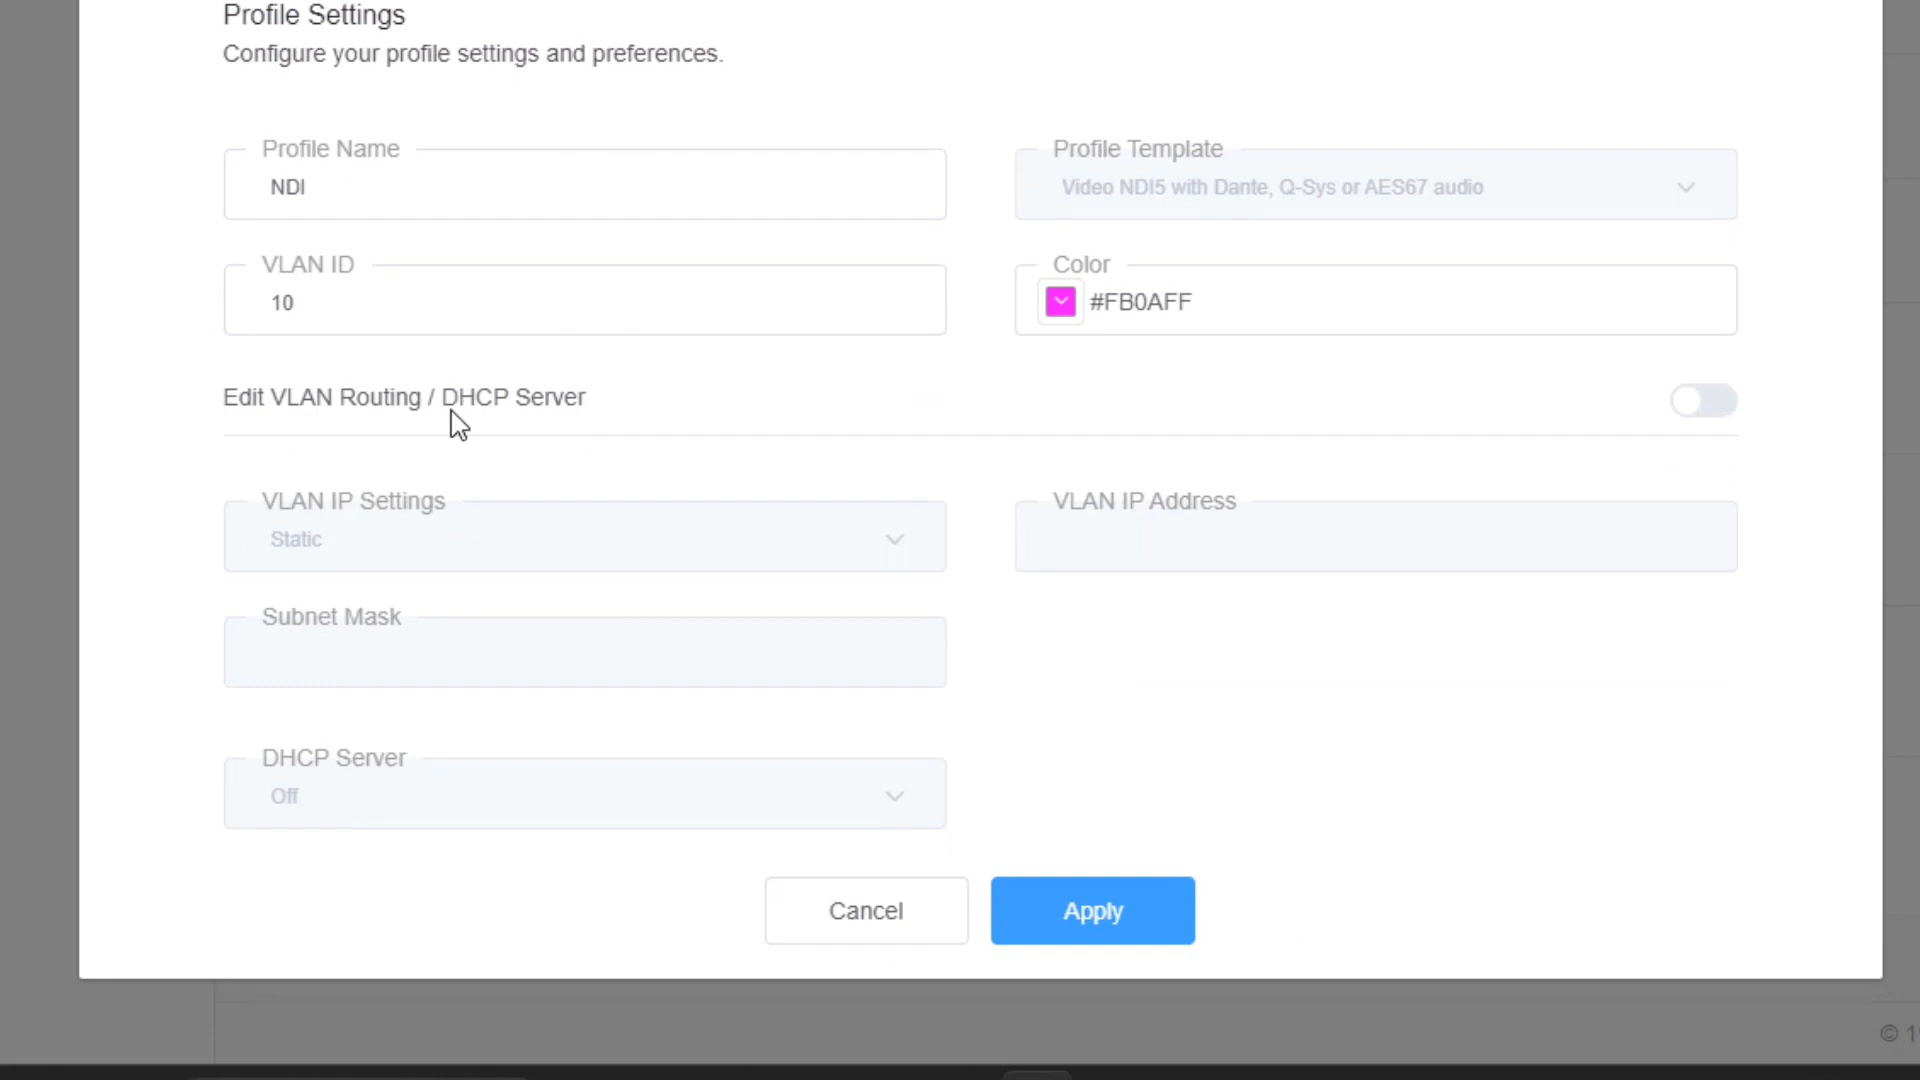 Profile Settings
Configure your profile settings and preferences.
Profile Name
NDI
Profile Template
Video NDI5 with Dante, Q-Sys or AES67 audio
VLAN ID
10
Color
#FB0AFF
Edit VLAN Routing / DHCP Server
VLAN IP Settings
Static
VLAN IP Address
Subnet Mask
DHCP Server
Off
Cancel
Apply